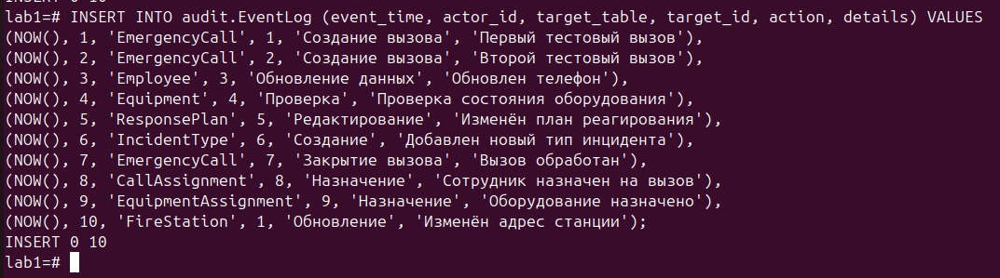 lab1=# INSERT INTO audit.EventLog (event_time, actor_id, target_table, target_id, action, details) VALUES
(NOW(), 1, 'EmergencyCall', 1, 'Создание вызова', 'Первый тестовый вызов'),
(NOW(), 2, 'EmergencyCall', 2, 'Создание вызова', 'Второй тестовый вызов'),
(NOW(), 3, 'Employee', 3, 'Обновление данных', 'Обновлен телефон'),
(NOW(), 4, 'Equipment', 4, 'Проверка', 'Проверка состояния оборудования'),
(NOW(), 5, 'ResponsePlan', 5, 'Редактирование', 'Изменён план реагирования'),
(NOW(), 6, 'IncidentType', 6, 'Создание', 'Добавлен новый тип инцидента'),
(NOW(), 7, 'EmergencyCall', 7, 'Закрытие вызова', 'Вызов обработан'),
(NOW(), 8, 'CallAssignment', 8, 'Назначение', 'Сотрудник назначен на вызов'),
(NOW(), 9, 'EquipmentAssignment', 9, 'Назначение', 'Оборудование назначено'),
(NOW(), 10, 'FireStation', 1, 'Обновление', 'Изменён адрес станции');
INSERT 0 10
lab1=#